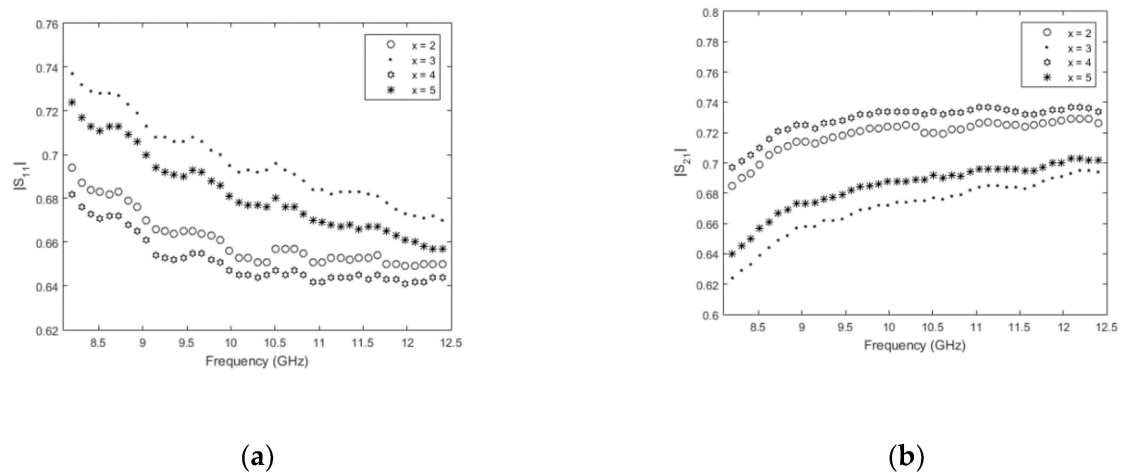 0.76
0.74
0.72
0.7
0.68
0.66
0.64
0.62
|S11|
8.5 9 9.5 10 10.5 11 11.5 12 12.5
Frequency (GHz)
x = 2
x = 3
x = 4
x = 5
(a)
0.8
0.78
0.76
0.74
0.72
0.7
0.68
0.66
0.64
0.62
0.6
|S21|
8.5 9 9.5 10 10.5 11 11.5 12 12.5
Frequency (GHz)
x = 2
x = 3
x = 4
x = 5
(b)